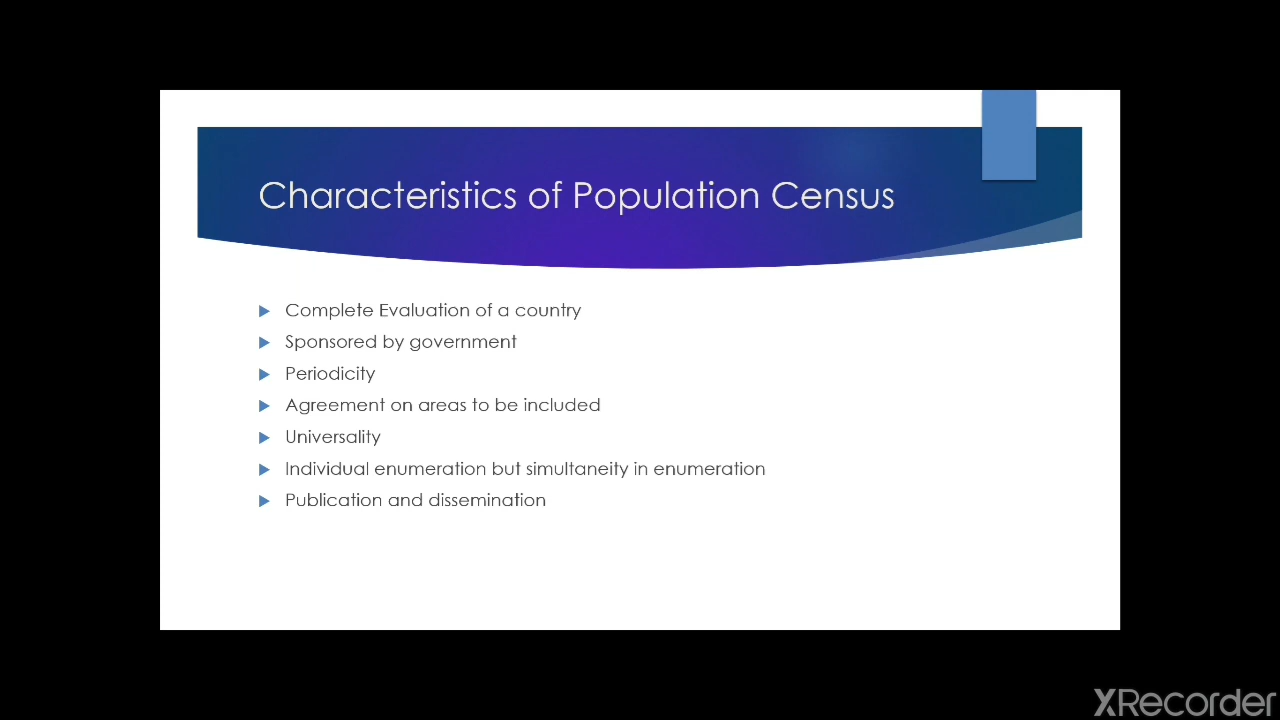 Characteristics of Population Census
Complete Evaluation of a country
Sponsored by government
Periodicity
Agreement on areas to be included
Universality
Individual enumeration but simultaneity in enumeration
Publication and dissemination
XRecorder